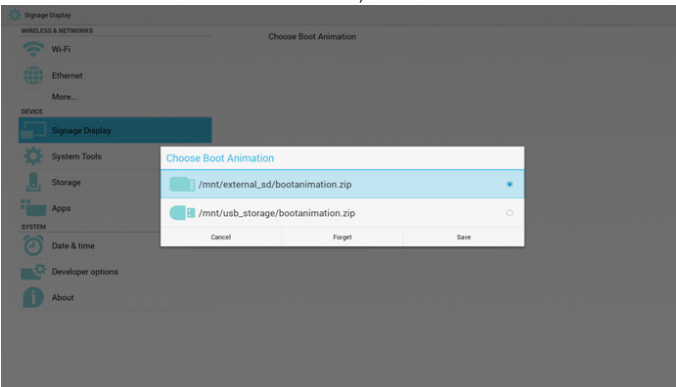 Signage Display
WIRELESS & NETWORKS
Choose Boot Animation
Wi-Fi
Ethernet
More...
DEVICE
Signage Display
System Tools
Storage
Apps
SYSTEM
Date & time
Developer options
About
Choose Boot Animation
/mnt/external_sd/bootanimation.zip
/mnt/usb_storage/bootanimation.zip
Cancel Forget Save